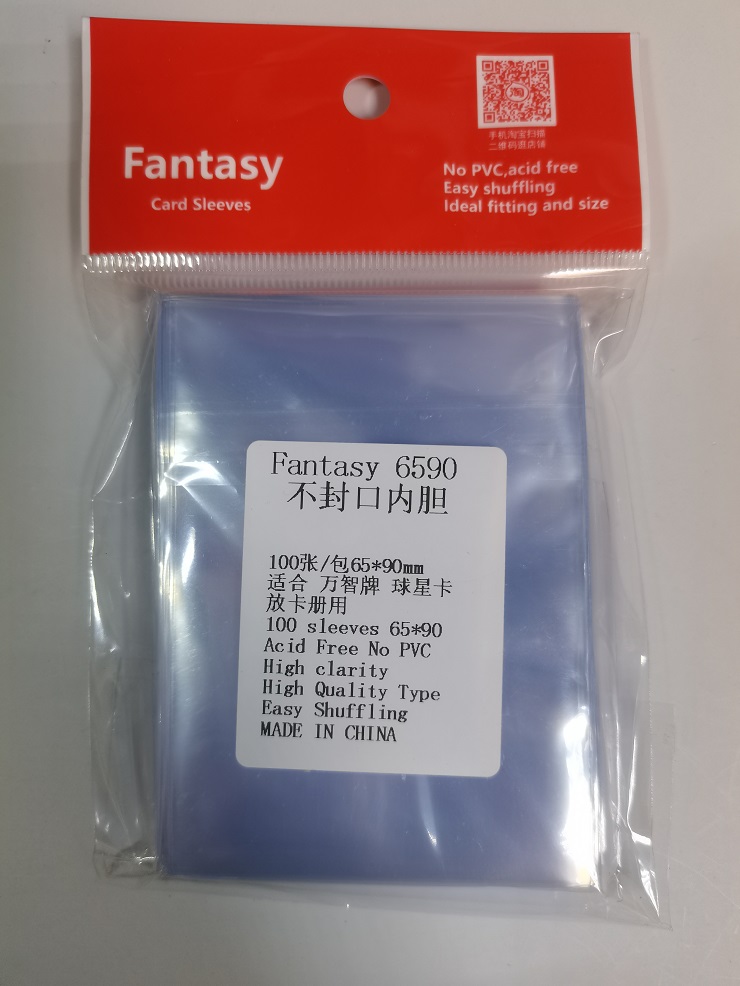 手机淘宝扫描
二维码逛店铺
Fantasy
Card Sleeves
No PVC,acid free
Easy shuffling
Ideal fitting and size
Fantasy 6590
不封口内胆
100张/包65*90mm
适合 万智牌 球星卡
放卡册用
100 sleeves 65*90
Acid Free No PVC
High clarity
High Quality Type
Easy Shuffling
MADE IN CHINA